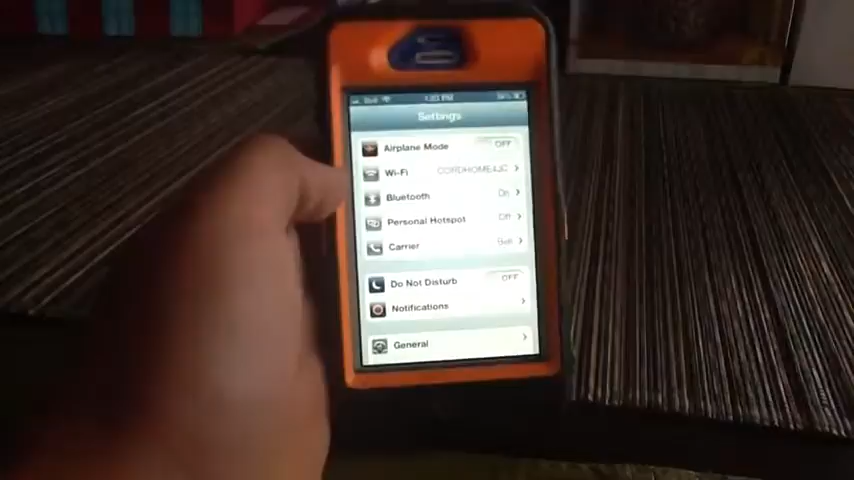 Settings
Airplane Mode OFF
Wi-Fi
Bluetooth On
Personal Hotspot Off
Carrier Bell
Do Not Disturb OFF
Notifications
General